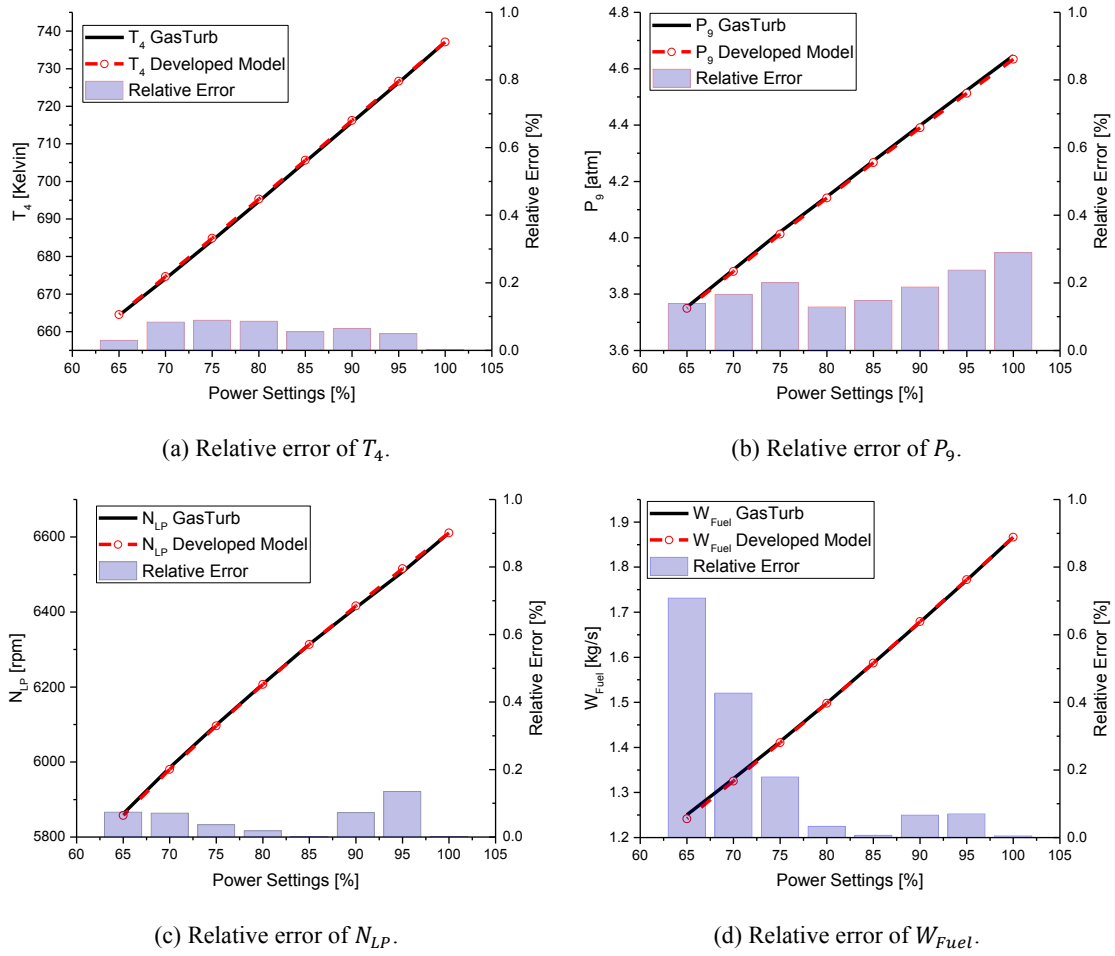 T4 GasTurb
T4 Developed Model
Relative Error
T4 [Kelvin]
740
730
720
710
700
690
680
670
660
1.0
0.8
0.6
0.4
0.2
0.0
Relative Error [%]
60 65 70 75 80 85 90 95 100 105
Power Settings [%]
(a) Relative error of T4.
P9 GasTurb
P9 Developed Model
Relative Error
P9 [atm]
4.8
4.6
4.4
4.2
4.0
3.8
3.6
1.0
0.8
0.6
0.4
0.2
0.0
Relative Error [%]
60 65 70 75 80 85 90 95 100 105
Power Settings [%]
(b) Relative error of P9.
NLP GasTurb
NLP Developed Model
Relative Error
NLP [rpm]
6600
6400
6200
6000
5800
1.0
0.8
0.6
0.4
0.2
0.0
Relative Error [%]
60 65 70 75 80 85 90 95 100 105
Power Settings [%]
(c) Relative error of NLP.
WFuel GasTurb
WFuel Developed Model
Relative Error
WFuel [kg/s]
1.9
1.8
1.7
1.6
1.5
1.4
1.3
1.2
1.0
0.8
0.6
0.4
0.2
0.0
Relative Error [%]
60 65 70 75 80 85 90 95 100 105
Power Settings [%]
(d) Relative error of WFuel.